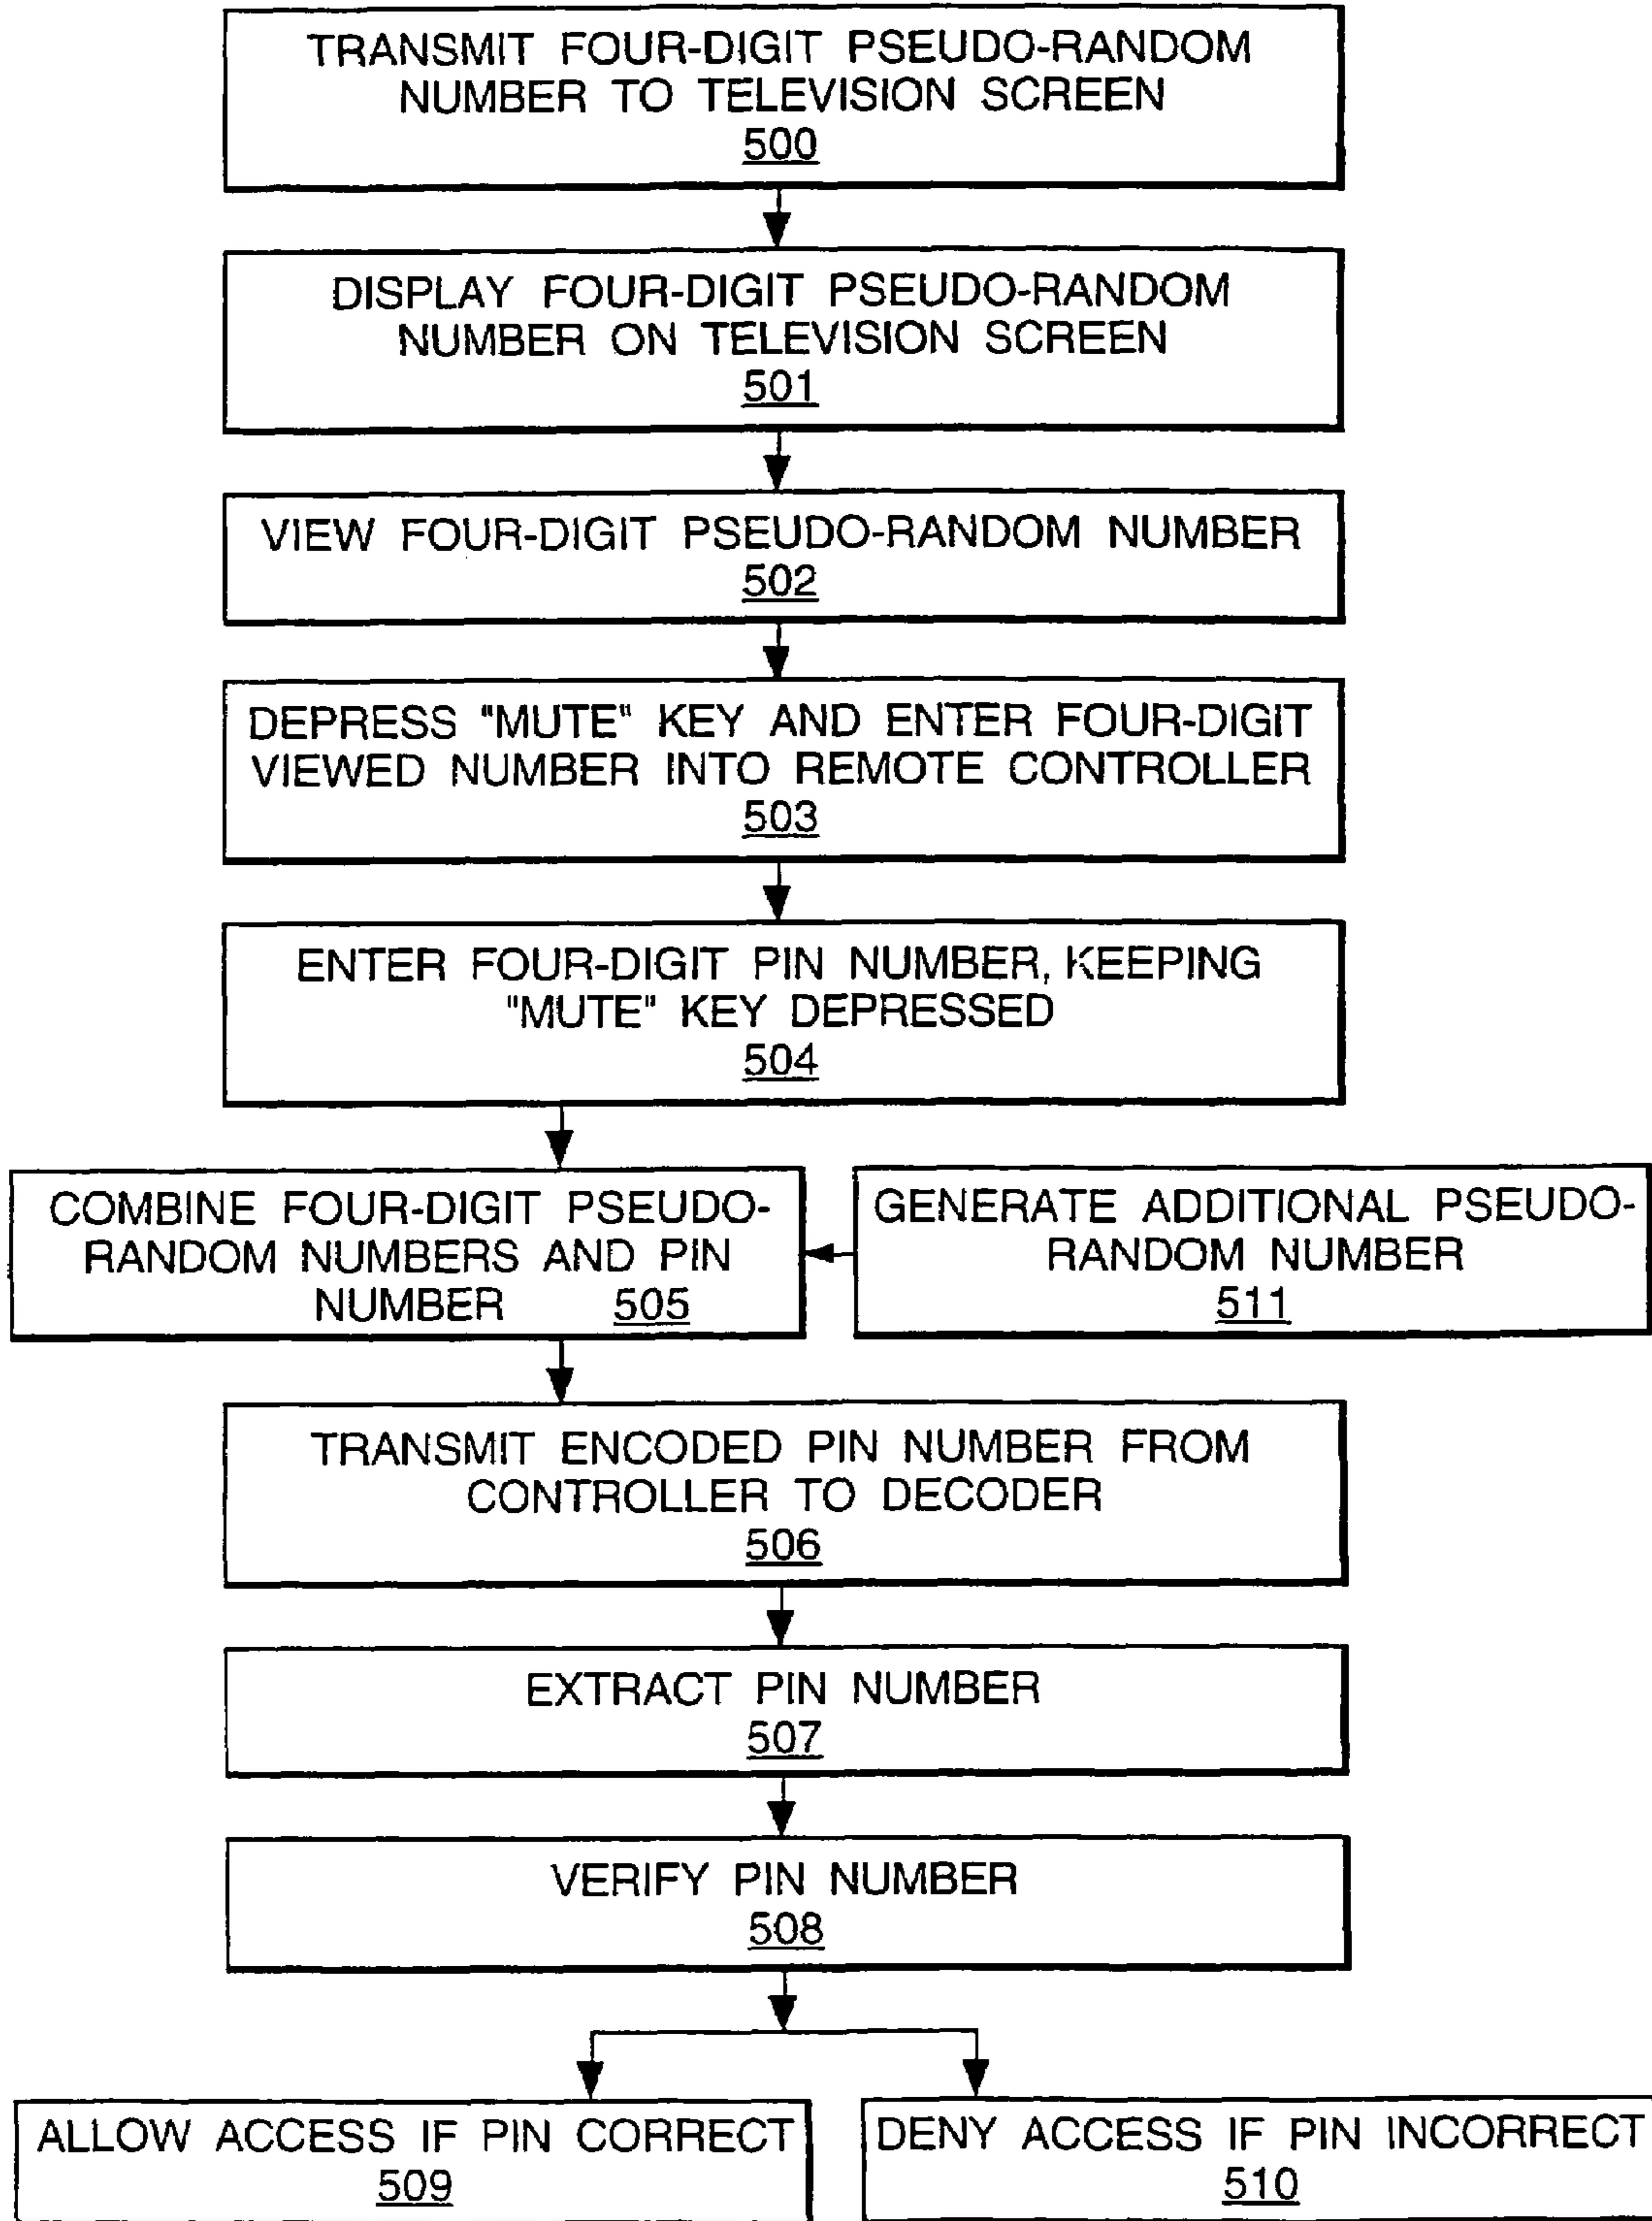 TRANSMIT FOUR-DIGIT PSEUDO-RANDOM
NUMBER TO TELEVISION SCREEN
500
DISPLAY FOUR-DIGIT PSEUDO-RANDOM
NUMBER ON TELEVISION SCREEN
501
VIEW FOUR-DIGIT PSEUDO-RANDOM NUMBER
502
DEPRESS "MUTE" KEY AND ENTER FOUR-DIGIT
VIEWED NUMBER INTO REMOTE CONTROLLER
503
ENTER FOUR-DIGIT PIN NUMBER, KEEPING
"MUTE" KEY DEPRESSED
504
COMBINE FOUR-DIGIT PSEUDO-
RANDOM NUMBERS AND PIN
NUMBER 505
GENERATE ADDITIONAL PSEUDO-
RANDOM NUMBER
511
TRANSMIT ENCODED PIN NUMBER FROM
CONTROLLER TO DECODER
506
EXTRACT PIN NUMBER
507
VERIFY PIN NUMBER
508
ALLOW ACCESS IF PIN CORRECT
509
DENY ACCESS IF PIN INCORRECT
510